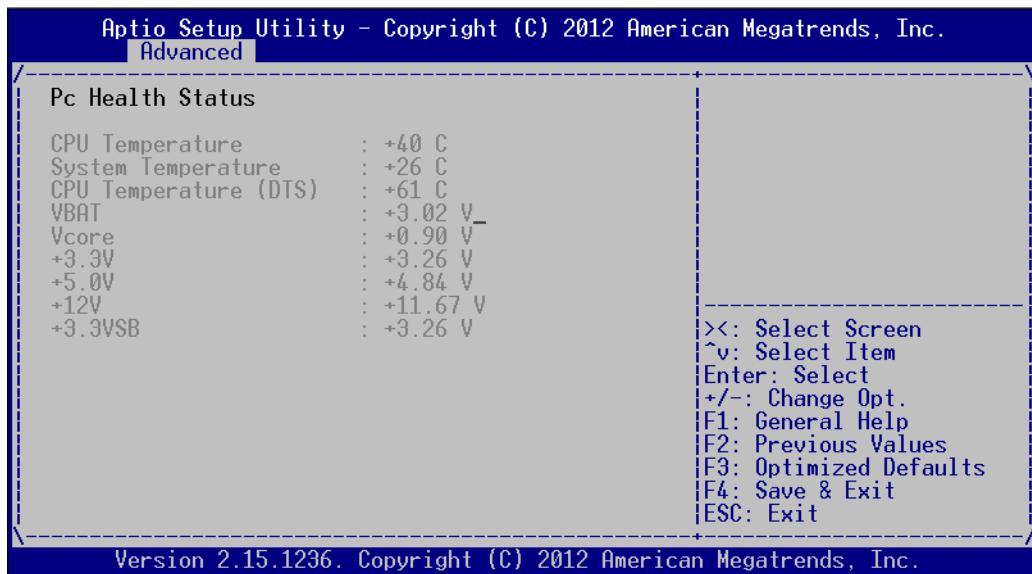 Aptio Setup Utility - Copyright (C) 2012 American Megatrends, Inc.
Advanced
Pc Health Status
CPU Temperature : +40 C
System Temperature : +26 C
CPU Temperature (DTS) : +61 C
VBAT : +3.02 V_
Vcore : +0.90 V
+3.3V : +3.26 V
+5.0V : +4.84 V
+12V : +11.67 V
+3.3VSB : +3.26 V
><: Select Screen
^v: Select Item
Enter: Select
+/-: Change Opt.
F1: General Help
F2: Previous Values
F3: Optimized Defaults
F4: Save & Exit
ESC: Exit
Version 2.15.1236. Copyright (C) 2012 American Megatrends, Inc.